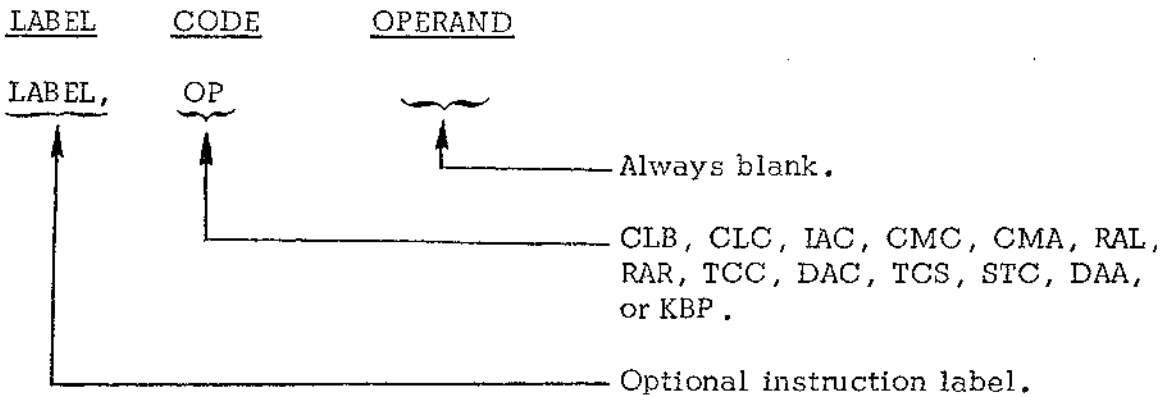 LABEL CODE OPERAND
LABEL, OP
Always blank.
CLB, CLC, IAC, CMC, CMA, RAL,
RAR, TCC, DAC, TCS, STC, DAA,
or KBP.
Optional instruction label.